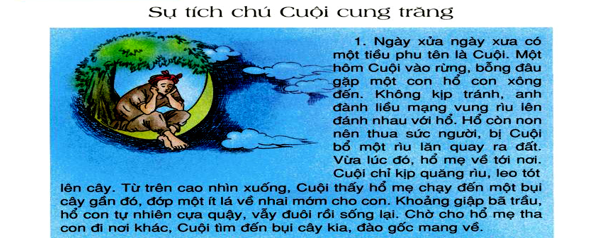 Sự tích chú Cuội cung trăng
1. Ngày xửa ngày xưa có
một tiều phu tên là Cuội. Một
hôm Cuội vào rừng, bỗng đâu
gặp một con hổ con xông
đến. Không kịp tránh, anh
đành liều mạng vung rìu lên
đánh nhau với hổ. Hổ còn non
nên thua sức người, bị Cuội
bổ một rìu lăn quay ra đất.
Vừa lúc đó, hổ mẹ về tới nơi.
Cuội chỉ kịp quăng rìu, leo tót
lên cây. Từ trên cao nhìn xuống, Cuội thấy hổ mẹ chạy đến một bụi
cây gần đó, đớp một ít lá về nhai mớm cho con. Khoảng giập bã trầu,
hổ con tự nhiên cựa quậy, vẫy đuôi rồi sống lại. Chờ cho hổ mẹ tha
con đi nơi khác, Cuội tìm đến bụi cây kia, đào gốc mang về.